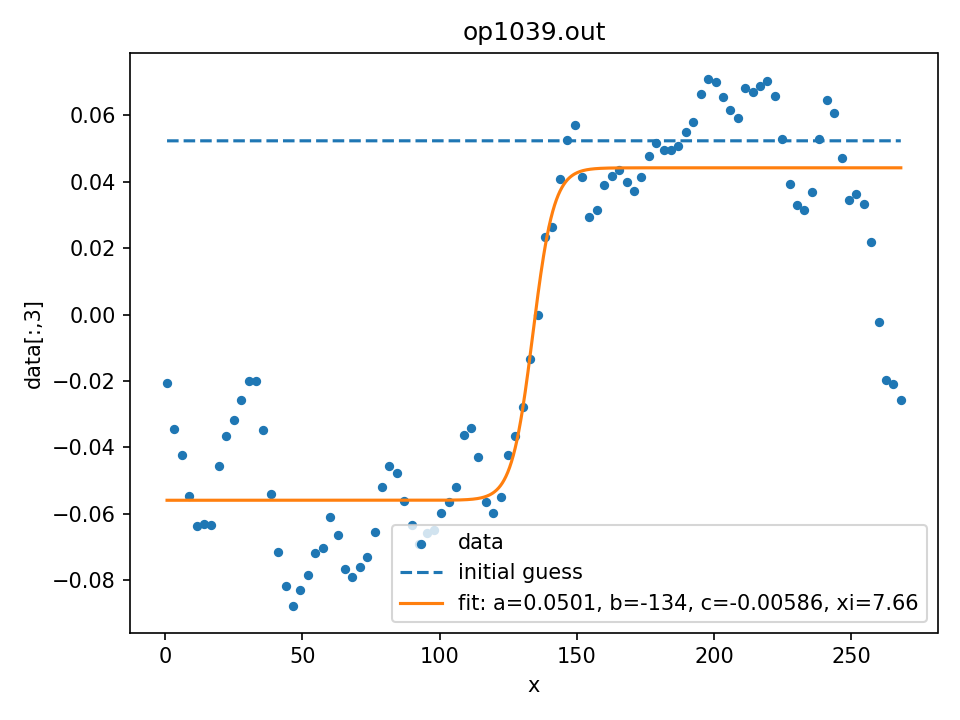 op1039.out
data[:,3]
0.06
0.04
0.02
0.00
−0.02
−0.04
−0.06
−0.08
data
initial guess
fit: a=0.0501, b=-134, c=-0.00586, xi=7.66
0 50 100 150 200 250
x